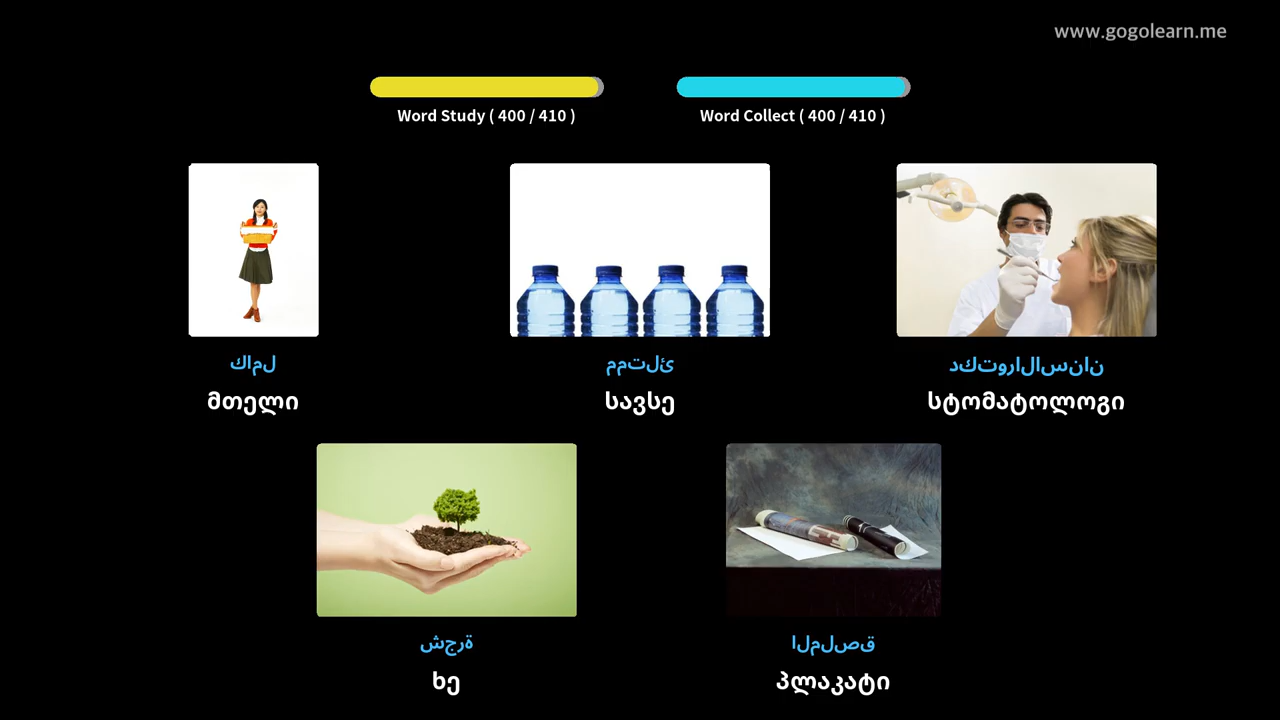 www.gogolearn.me
Word Study ( 400 / 410 )
Word Collect ( 400 / 410 )
كامل
ممتلئ
دكتورالاسنان
მთელი
სავსე
სტომატოლოგი
شجرة
الملصق
ხე
პლაკატი